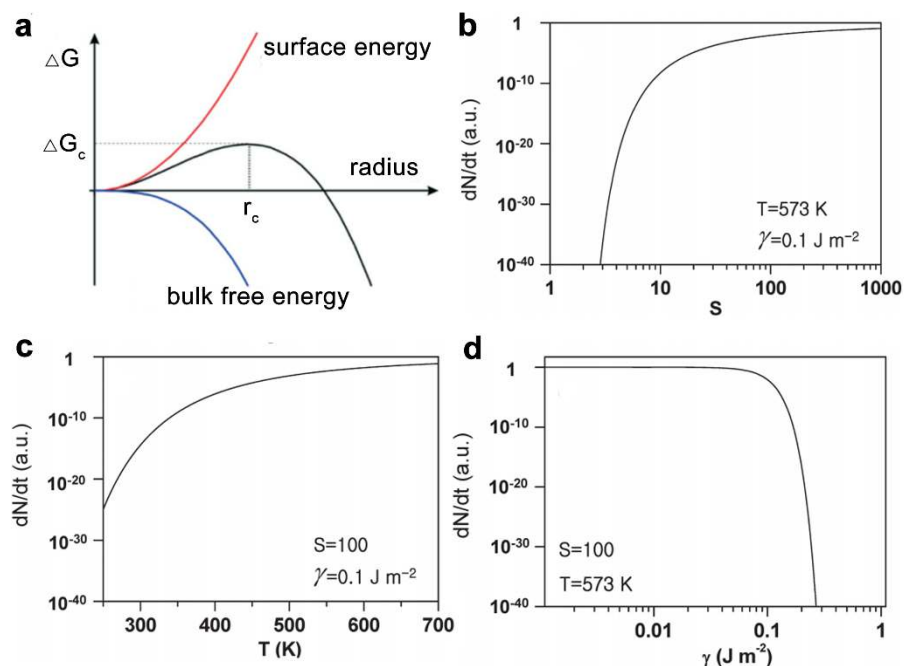 a
ΔG
surface energy
ΔG_c
radius
r_c
bulk free energy
b
dN/dt (a.u.)
1
10^-10
10^-20
10^-30
10^-40
T=573 K
γ=0.1 J m^−2
1 10 100 1000
S
c
dN/dt (a.u.)
1
10^-10
10^-20
10^-30
10^-40
S=100
γ=0.1 J m^−2
300 400 500 600 700
T (K)
d
dN/dt (a.u.)
1
10^-10
10^-20
10^-30
10^-40
S=100
T=573 K
0.01 0.1 1
γ (J m^-2)